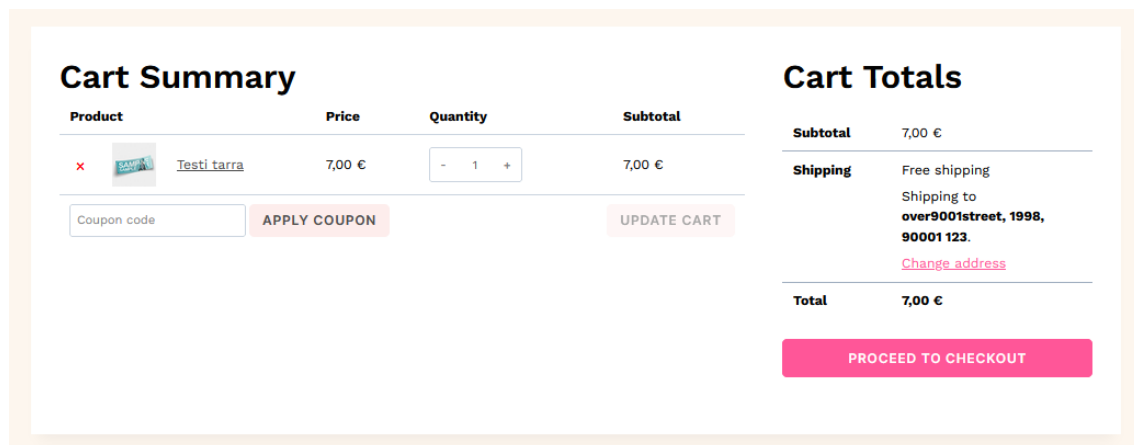 Cart Summary
Product Price Quantity Subtotal
× Testi tarra 7,00 € - 1 + 7,00 €
Coupon code APPLY COUPON UPDATE CART
Cart Totals
Subtotal 7,00 €
Shipping Free shipping
Shipping to
over9001street, 1998,
90001 123.
Change address
Total 7,00 €
PROCEED TO CHECKOUT